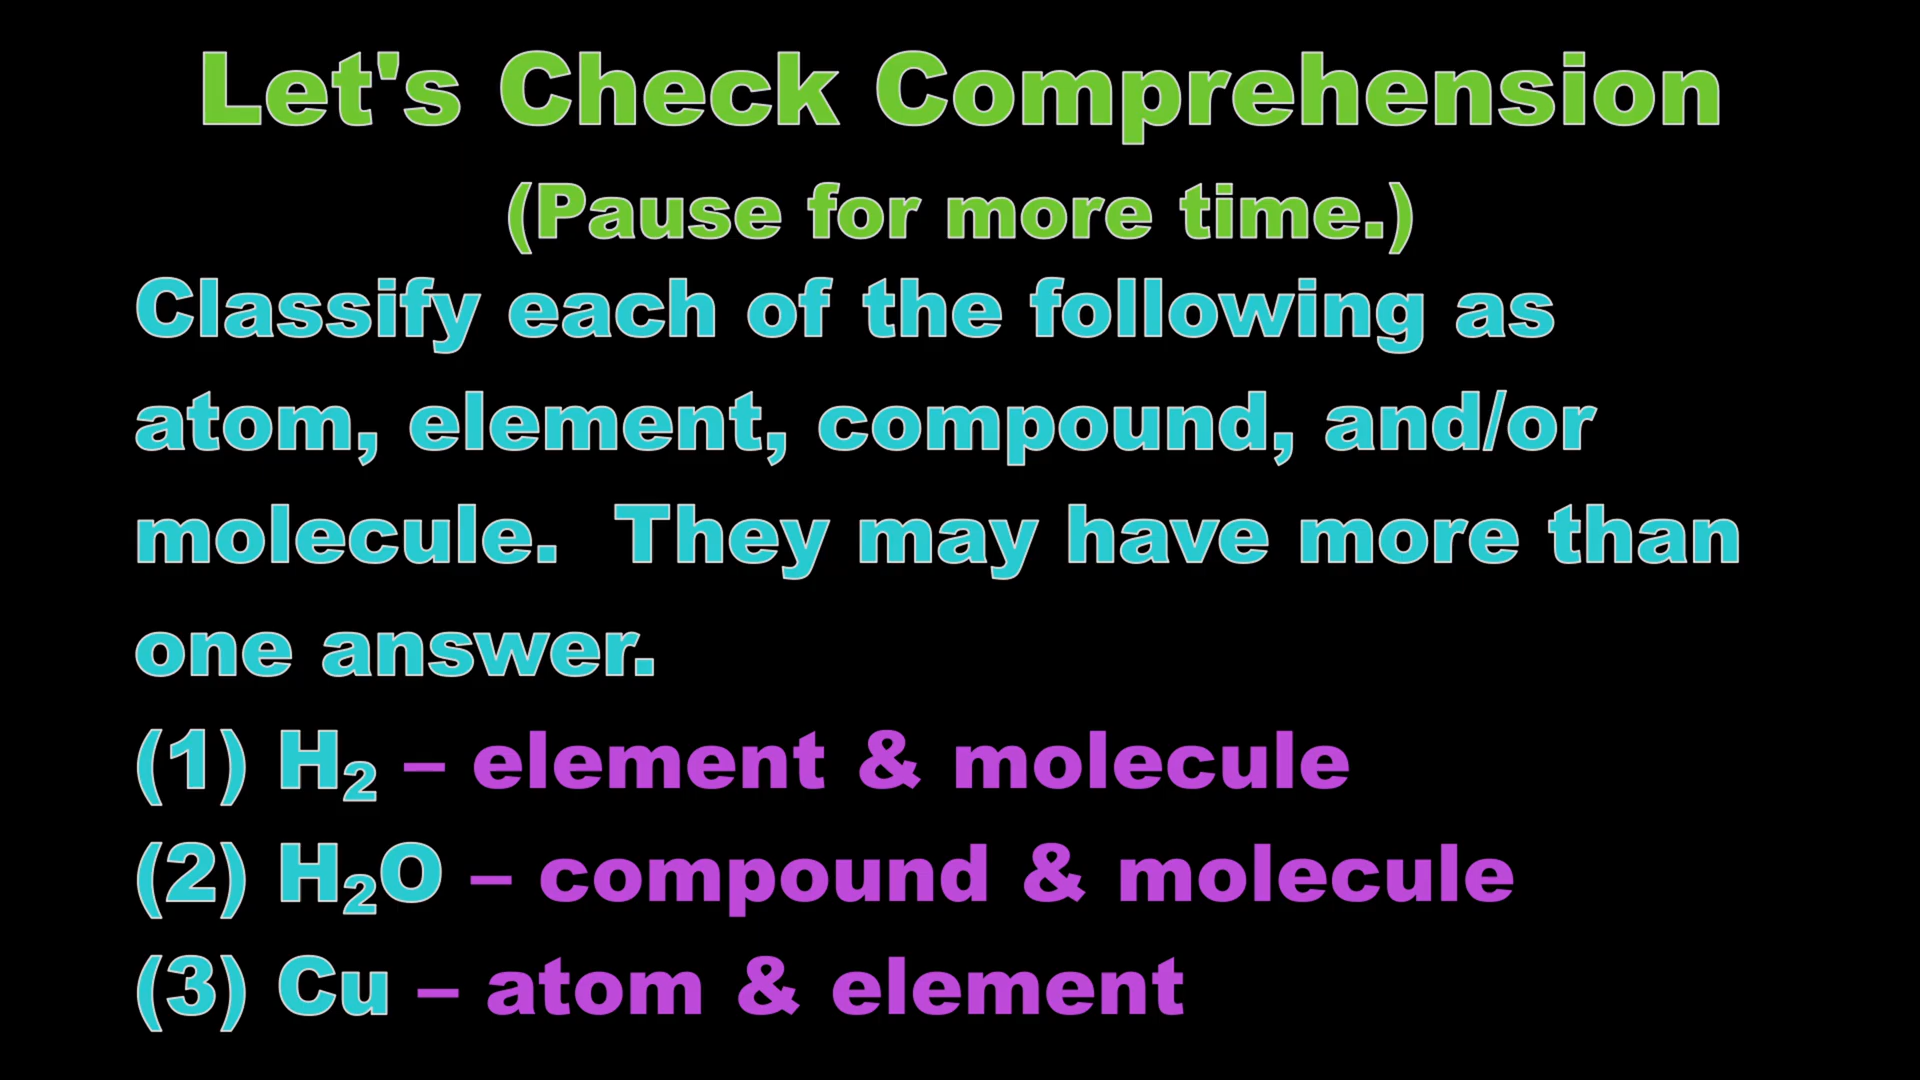 Let's Check Comprehension
(Pause for more time.)
Classify each of the following as
atom, element, compound, and/or
molecule.  They may have more than
one answer.
(1) H₂ – element & molecule
(2) H₂O – compound & molecule
(3) Cu – atom & element